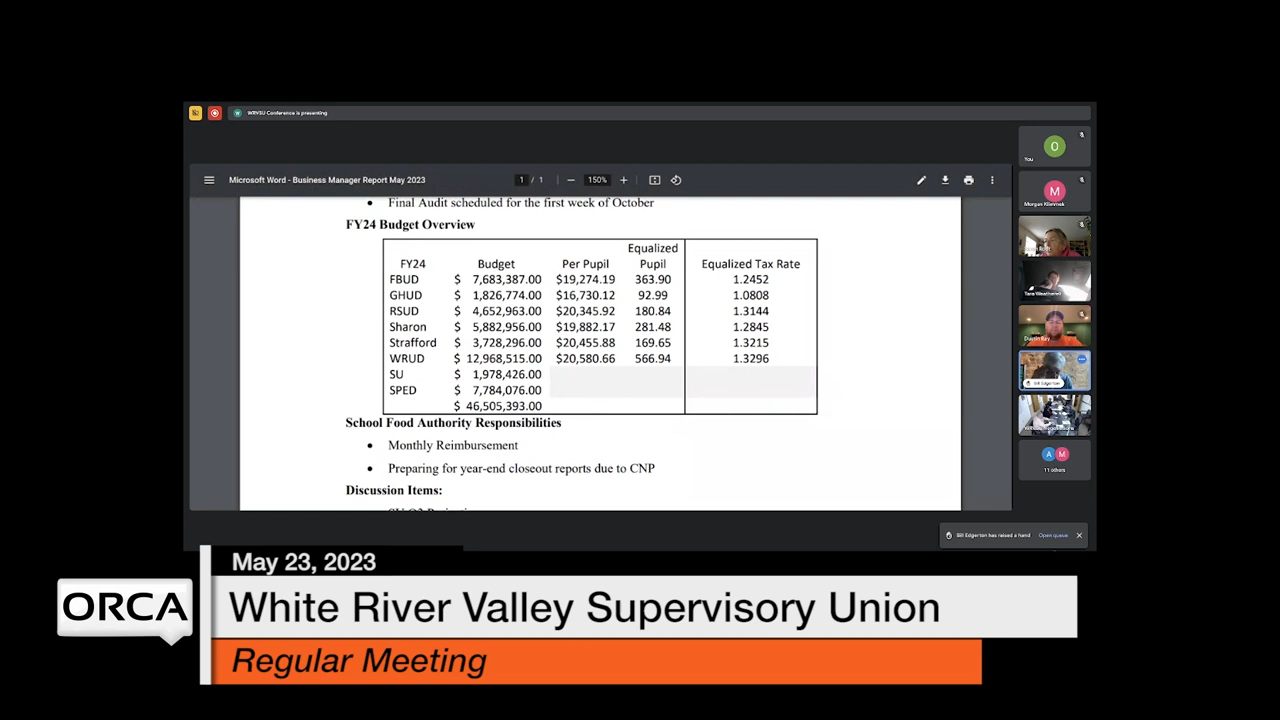 WRVSU Conference is presenting
Microsoft Word - Business Manager Report May 2023
1 / 1
150%
Final Audit scheduled for the first week of October
FY24 Budget Overview
FY24 Budget Per Pupil Equalized Pupil Equalized Tax Rate
FBUD $ 7,683,387.00 $19,274.19 363.90 1.2452
GHUD $ 1,826,774.00 $16,730.12 92.99 1.0808
RSUD $ 4,652,963.00 $20,345.92 180.84 1.3144
Sharon $ 5,882,956.00 $19,882.17 281.48 1.2845
Strafford $ 3,728,296.00 $20,455.88 169.65 1.3215
WRUD $ 12,968,515.00 $20,580.66 566.94 1.3296
SU $ 1,978,426.00
SPED $ 7,784,076.00
$ 46,505,393.00
School Food Authority Responsibilities
Monthly Reimbursement
Preparing for year-end closeout reports due to CNP
Discussion Items:
O
You
M
Dustin Ray
Bill Edgerton
A M
11 others
Bill Edgerton has raised a hand
Open queue
May 23, 2023
ORCA
White River Valley Supervisory Union
Regular Meeting